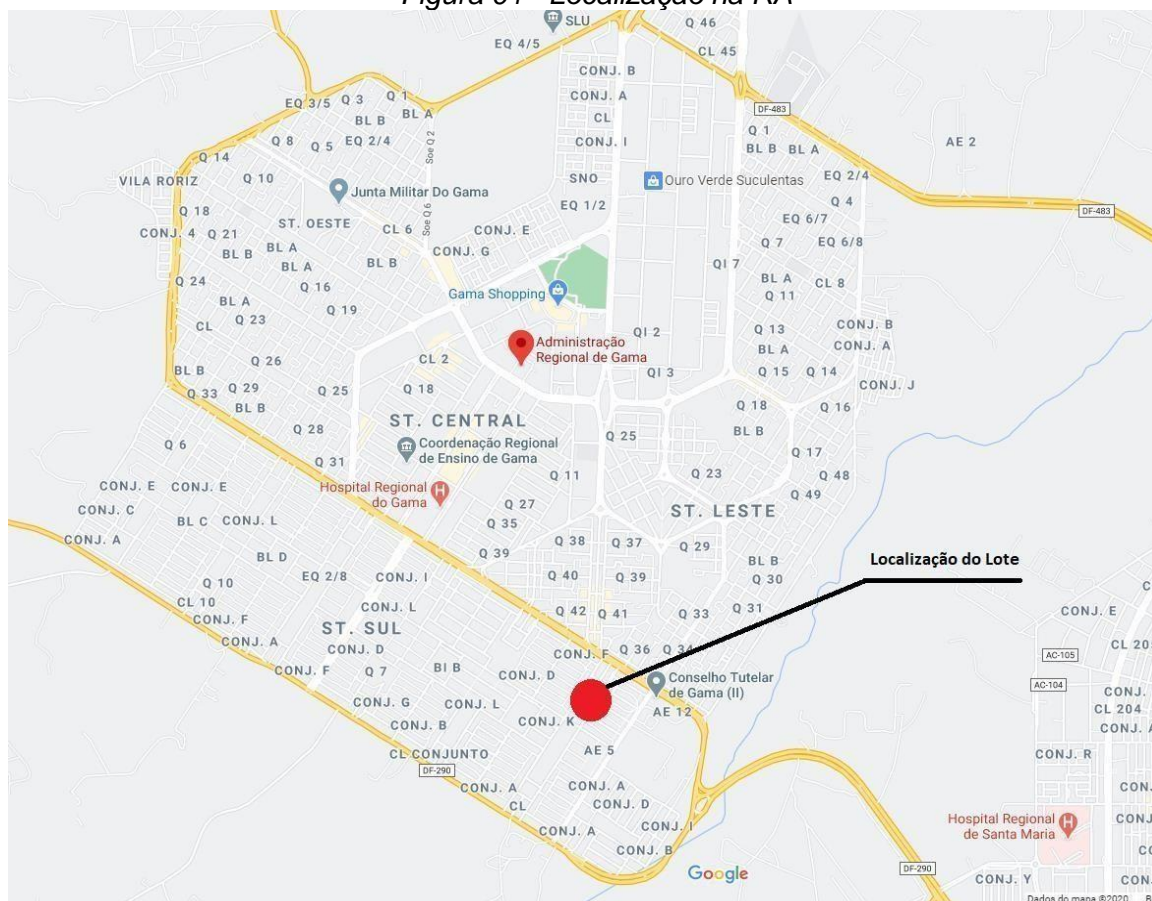 SLU
Q 46
EQ 4/5
CL 45
CONJ. B
CONJ. A
EQ 3/5
Q 3
Q 1
BL A
DF-483
BL B
CL
Q 8
Q 5
EQ 2/4
Soe Q 2
CONJ. I
Q 1
BL B
BL A
AE 2
Q 14
VILA RORIZ
Q 10
Junta Militar Do Gama
SNO
Ouro Verde Suculentas
EQ 2/4
Q 4
Q 18
EQ 1/2
DF-483
CONJ. 4
Q 21
ST. OESTE
CL 6
Soe Q 6
CONJ. E
EQ 6/7
BL B
BL A
BL A
BL B
CONJ. G
Q 7
EQ 6/8
QI 7
Q 24
Q 16
Gama Shopping
BL A
CL 8
BL A
Q 19
Q 11
CL
Q 23
QI 2
Q 13
CONJ. B
Administração
Regional de Gama
BL A
CONJ. A
Q 26
CL 2
QI 3
Q 15
Q 14
BL B
Q 33
Q 29
Q 25
Q 18
CONJ. J
BL B
Q 18
Q 16
Q 28
ST. CENTRAL
BL B
Q 6
Coordenação Regional
de Ensino de Gama
Q 25
Q 17
Q 31
Q 11
Q 23
Q 48
CONJ. E
CONJ. E
Hospital Regional
do Gama
Q 27
Q 49
CONJ. C
BL C
CONJ. L
Q 35
ST. LESTE
CONJ. A
Q 39
Q 38
Q 37
Q 29
BL D
BL B
Localização do Lote
Q 10
EQ 2/8
CONJ. I
Q 40
Q 39
Q 30
CL 10
CONJ. L
Q 42
Q 41
Q 33
Q 31
CONJ. E
CONJ. F
ST. SUL
CONJ. A
CONJ. D
CONJ. F
Q 36
Q 34
AC-105
CONJ. F
Q 7
BI B
CONJ. D
Conselho Tutelar
de Gama (II)
AC-104
CONJ.
CONJ. G
CONJ. L
CL 204
CONJ. B
CONJ. K
AE 12
CL CONJUNTO
AE 5
CONJ. R
DF-290
CONJ. A
CONJ. A
CL
CONJ. D
Hospital Regional
de Santa Maria
CONJ. A
CONJ. I
CONJ. B
Google
DF-290
CONJ. Y
CON.
Dados do mapa ©2020